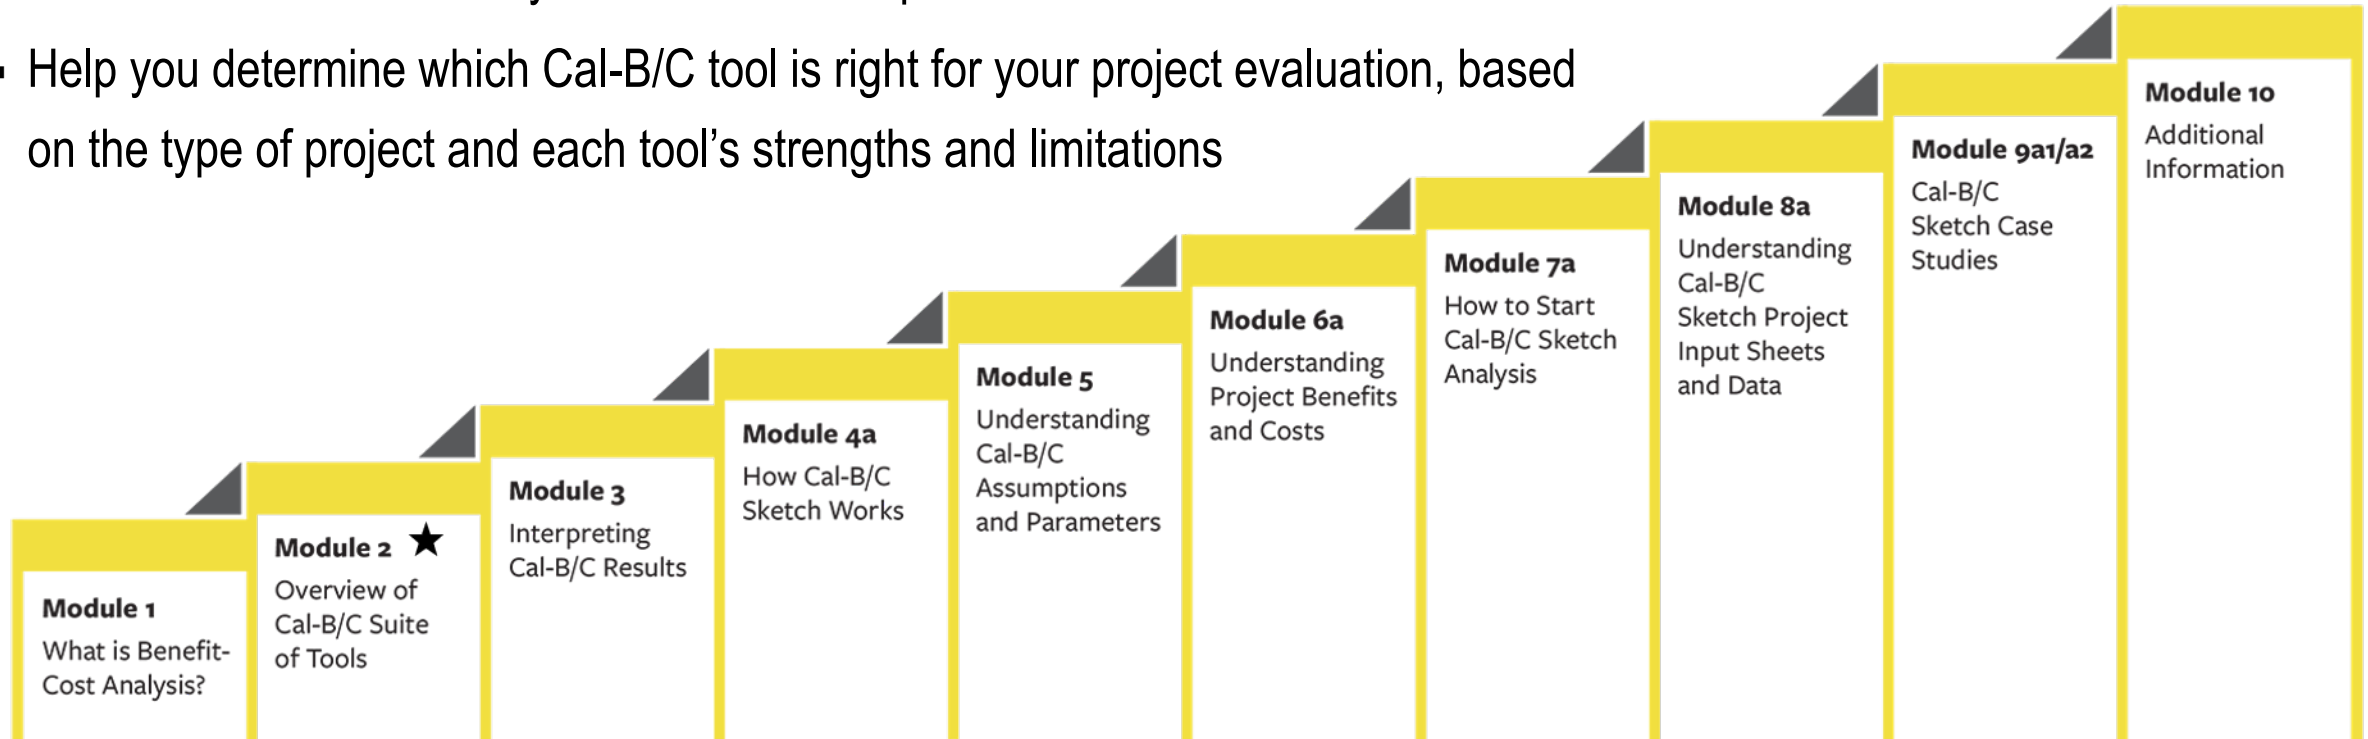 Help you determine which Cal-B/C tool is right for your project evaluation, based
on the type of project and each tool’s strengths and limitations
Module 1
What is Benefit-
Cost Analysis?
Module 2 ★
Overview of
Cal-B/C Suite
of Tools
Module 3
Interpreting
Cal-B/C Results
Module 4a
How Cal-B/C
Sketch Works
Module 5
Understanding
Cal-B/C
Assumptions
and Parameters
Module 6a
Understanding
Project Benefits
and Costs
Module 7a
How to Start
Cal-B/C Sketch
Analysis
Module 8a
Understanding
Cal-B/C
Sketch Project
Input Sheets
and Data
Module 9a1/a2
Cal-B/C
Sketch Case
Studies
Module 10
Additional
Information